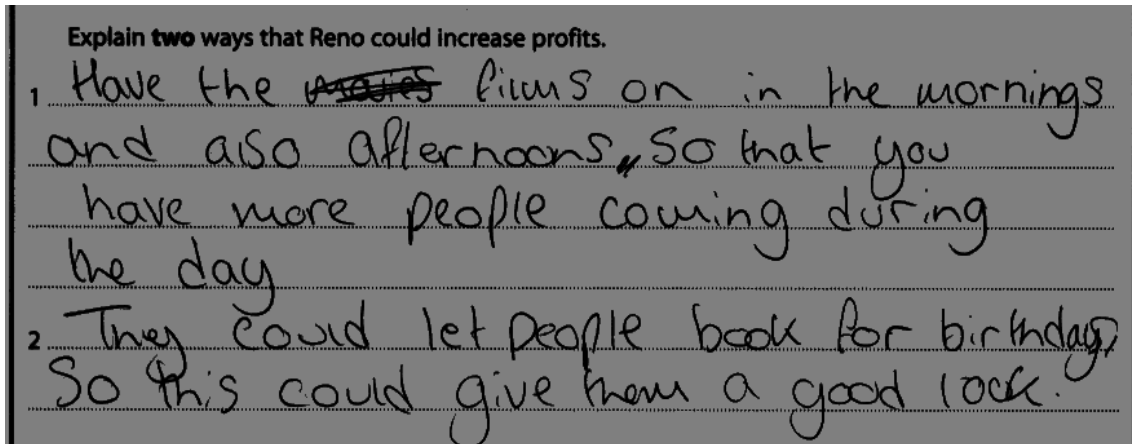 Explain two ways that Reno could increase profits.
1 Have the films on in the mornings
and also afternoons, so that you
have more people coming during
the day
2 They could let people book for birthdays,
So this could give them a good look.